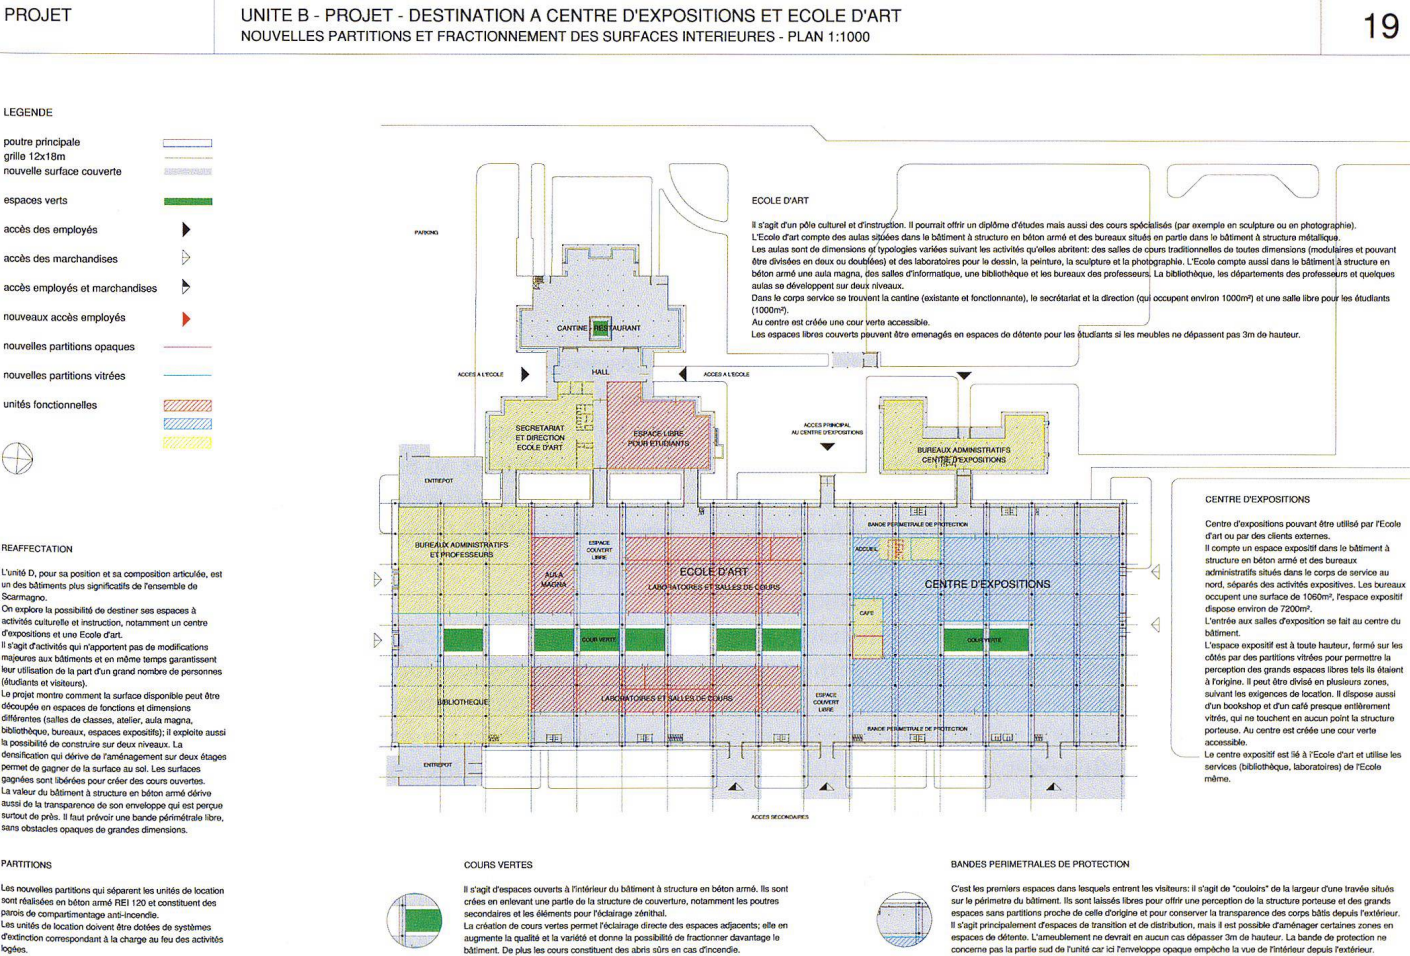 PROJET
UNITE B - PROJET - DESTINATION A CENTRE D'EXPOSITIONS ET ECOLE D'ART
NOUVELLES PARTITIONS ET FRACTIONNEMENT DES SURFACES INTERIEURES - PLAN 1:1000
19
LEGENDE
poutre principale
grille 12x18m
nouvelle surface couverte
espaces verts
accès des employés
accès des marchandises
accès employés et marchandises
nouveaux accès employés
nouvelles partitions opaques
nouvelles partitions vitrées
unités fonctionnelles
REAFFECTATION
L'unité D, pour sa position et sa composition articulée, est
un des bâtiments plus significatifs de l'ensemble de
Scarmagno.
On explore la possibilité de destiner ses espaces à
activités culturelle et instruction, notamment un centre
d'expositions et une Ecole d'art.
Il s'agit d'activités qui n'apportent pas de modifications
majeures aux bâtiments et en même temps garantissent
leur utilisation de la part d'un grand nombre de personnes
(étudiants et visiteurs).
Le projet montre comment la surface disponible peut être
découpée en espaces de fonctions et dimensions
différentes (salles de classes, atelier, aula magna,
bibliothèque, bureaux, espaces expositifs); il exploite aussi
la possibilité de construire sur deux niveaux. La
densification qui dérive de l'aménagement sur deux étages
permet de gagner de la surface au sol. Les surfaces
gagnées sont libérées pour créer des cours ouvertes.
La valeur du bâtiment à structure en béton armé dérive
aussi de la transparence de son enveloppe qui est perçue
surtout de près. Il faut prévoir une bande périmétrale libre,
sans obstacles opaques de grandes dimensions.
PARTITIONS
Les nouvelles partitions qui séparent les unités de location
sont réalisées en béton armé REI 120 et constituent des
parois de compartimentage anti-incendie.
Les unités de location doivent être dotées de systèmes
d'extinction correspondant à la charge au feu des activités
logées.
PARKING
CANTINE - RESTAURANT
HALL
ACCES A L'ECOLE
ACCES A L'ECOLE
SECRETARIAT
ET DIRECTION
ECOLE D'ART
ESPACE LIBRE
POUR ETUDIANTS
ACCES PRINCIPAL
AU CENTRE D'EXPOSITIONS
BUREAUX ADMINISTRATIFS
CENTRE D'EXPOSITIONS
ENTREPOT
BANDE PERIMETRALE DE PROTECTION
BUREAUX ADMINISTRATIFS
ET PROFESSEURS
ESPACE
COUVERT
LIBRE
AULA
MAGNA
ECOLE D'ART
LABORATOIRES ET SALLES DE COURS
ACCUEIL
CENTRE D'EXPOSITIONS
CAFE
COUR VERTE
COUR VERTE
BIBLIOTHEQUE
LABORATOIRES ET SALLES DE COURS
ESPACE
COUVERT
LIBRE
BANDE PERIMETRALE DE PROTECTION
ENTREPOT
ACCES SECONDAIRES
ECOLE D'ART
Il s'agit d'un pôle culturel et d'instruction. Il pourrait offrir un diplôme d'études mais aussi des cours spécialisés (par exemple en sculpture ou en photographie).
L'Ecole d'art compte des aulas situées dans le bâtiment à structure en béton armé et des bureaux situés en partie dans le bâtiment à structure métallique.
Les aulas sont de dimensions et typologies variées suivant les activités qu'elles abritent: des salles de cours traditionnelles de toutes dimensions (modulaires et pouvant
être divisées en deux ou doublées) et des laboratoires pour le dessin, la peinture, la sculpture et la photographie. L'Ecole compte aussi dans le bâtiment à structure en
béton armé une aula magna, des salles d'informatique, une bibliothèque et les bureaux des professeurs. La bibliothèque, les départements des professeurs et quelques
aulas se développent sur deux niveaux.
Dans le corps service se trouvent la cantine (existante et fonctionnante), le secrétariat et la direction (qui occupent environ 1000m²) et une salle libre pour les étudiants
(1000m²).
Au centre est créée une cour verte accessible.
Les espaces libres couverts peuvent être emenagés en espaces de détente pour les étudiants si les meubles ne dépassent pas 3m de hauteur.
CENTRE D'EXPOSITIONS
Centre d'expositions pouvant être utilisé par l'Ecole
d'art ou par des clients externes.
Il compte un espace expositif dans le bâtiment à
structure en béton armé et des bureaux
administratifs situés dans le corps de service au
nord, séparés des activités expositives. Les bureaux
occupent une surface de 1060m², l'espace expositif
dispose environ de 7200m².
L'entrée aux salles d'exposition se fait au centre du
bâtiment.
L'espace expositif est à toute hauteur, fermé sur les
côtés par des partitions vitrées pour permettre la
perception des grands espaces libres tels ils étaient
à l'origine. Il peut être divisé en plusieurs zones,
suivant les exigences de location. Il dispose aussi
d'un bookshop et d'un café presque entièrement
vitrés, qui ne touchent en aucun point la structure
porteuse. Au centre est créée une cour verte
accessible.
Le centre expositif est lié à l'Ecole d'art et utilise les
services (bibliothèque, laboratoires) de l'Ecole
même.
COURS VERTES
Il s'agit d'espaces ouverts à l'intérieur du bâtiment à structure en béton armé. Ils sont
crées en enlevant une partie de la structure de couverture, notamment les poutres
secondaires et les éléments pour l'éclairage zénithal.
La création de cours vertes permet l'éclairage directe des espaces adjacents; elle en
augmente la qualité et la variété et donne la possibilité de fractionner davantage le
bâtiment. De plus les cours constituent des abris sûrs en cas d'incendie.
BANDES PERIMETRALES DE PROTECTION
C'est les premiers espaces dans lesquels entrent les visiteurs: il s'agit de "couloirs" de la largeur d'une travée situés
sur le périmètre du bâtiment. Ils sont laissés libres pour offrir une perception de la structure porteuse et des grands
espaces sans partitions proche de celle d'origine et pour conserver la transparence des corps bâtis depuis l'extérieur.
Il s'agit principalement d'espaces de transition et de distribution, mais il est possible d'aménager certaines zones en
espaces de détente. L'ameublement ne devrait en aucun cas dépasser 3m de hauteur. La bande de protection ne
concerne pas la partie sud de l'unité car ici l'enveloppe opaque empêche la vue de l'intérieur depuis l'extérieur.